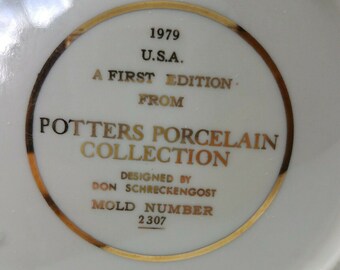 1979
U.S.A.
A FIRST EDITION
FROM
POTTERS PORCELAIN
COLLECTION
DESIGNED BY
DON SCHRECKENGOST
MOLD NUMBER
2307